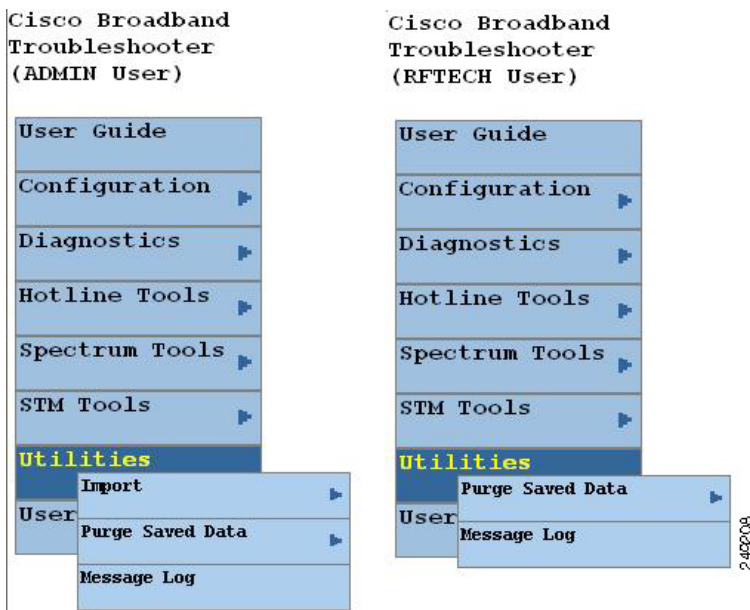 Cisco Broadband
Troubleshooter
(ADMIN User)
User Guide
Configuration
Diagnostics
Hotline Tools
Spectrum Tools
STM Tools
Utilities
Import
User
Purge Saved Data
Message Log
Cisco Broadband
Troubleshooter
(RFTECH User)
User Guide
Configuration
Diagnostics
Hotline Tools
Spectrum Tools
STM Tools
Utilities
Purge Saved Data
User
Message Log
249208